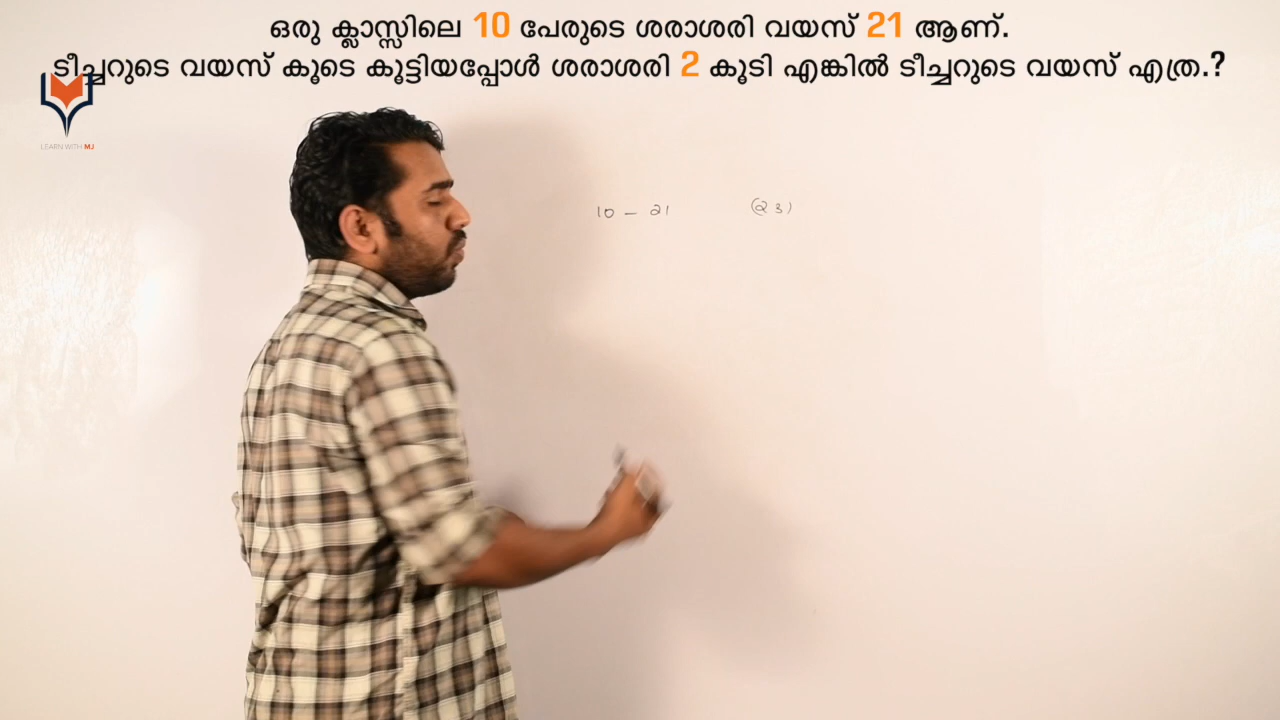 ഒരു ക്ലാസ്സിലെ 10 പേരുടെ ശരാശരി വയസ് 21 ആണ്.
ടീച്ചറുടെ വയസ് കൂടെ കൂട്ടിയപ്പോൾ ശരാശരി 2 കൂടി എങ്കിൽ ടീച്ചറുടെ വയസ് എത്ര.?
LEARN WITH MJ
10 – 21 (23)